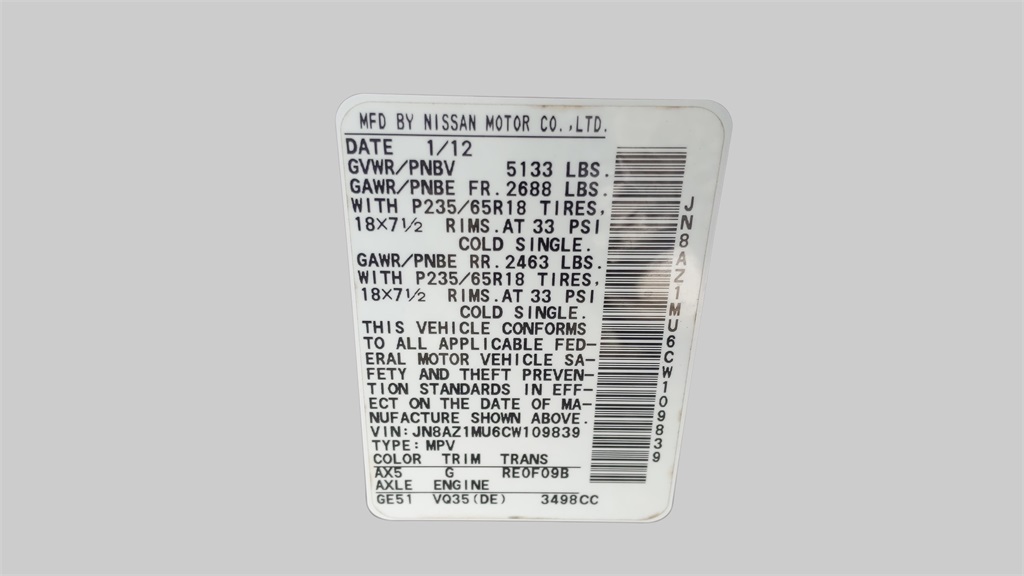 MFD BY NISSAN MOTOR CO.,LTD.
DATE 1/12
GVWR/PNBV 5133 LBS.
GAWR/PNBE FR. 2688 LBS.
WITH P235/65R18 TIRES,
18×7½ RIMS. AT 33 PSI
COLD SINGLE.
GAWR/PNBE RR. 2463 LBS.
WITH P235/65R18 TIRES,
18×7½ RIMS. AT 33 PSI
COLD SINGLE.
THIS VEHICLE CONFORMS
TO ALL APPLICABLE FED–
ERAL MOTOR VEHICLE SA–
FETY AND THEFT PREVEN–
TION STANDARDS IN EFF–
ECT ON THE DATE OF MA–
NUFACTURE SHOWN ABOVE.
VIN: JN8AZ1MU6CW109839
TYPE: MPV
COLOR TRIM TRANS
AX5 G RE0F09B
AXLE ENGINE
GE51 VQ35(DE) 3498CC
JN8AZ1MU6CW109839